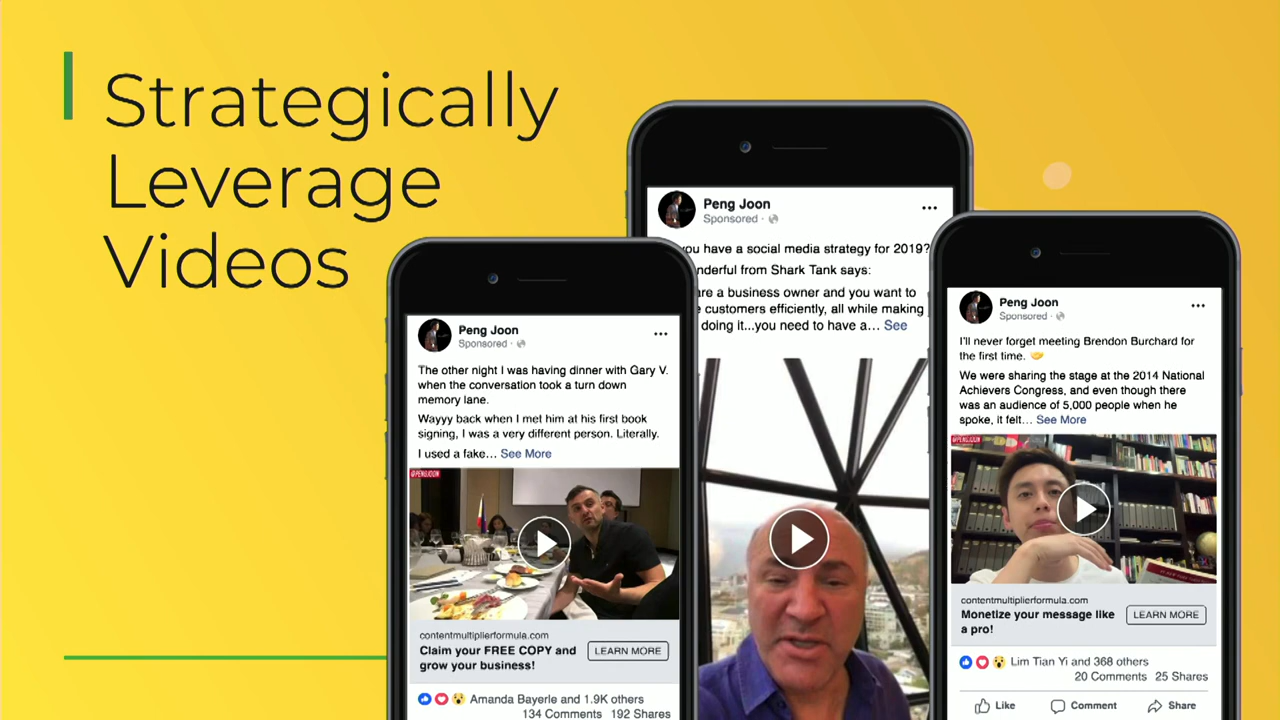 Strategically
Leverage
Videos
Peng Joon
Sponsored ·
The other night I was having dinner with Gary V.
when the conversation took a turn down
memory lane.
Wayyy back when I met him at his first book
signing, I was a very different person. Literally.
I used a fake… See More
@PENGJOON
contentmultiplierformula.com
Claim your FREE COPY and
grow your business!
LEARN MORE
Amanda Bayerle and 1.9K others
134 Comments 192 Shares
Peng Joon
Sponsored ·
you have a social media strategy for 2019?
nderful from Shark Tank says:
are a business owner and you want to
customers efficiently, all while making
doing it...you need to have a… See
Peng Joon
Sponsored ·
I'll never forget meeting Brendon Burchard for
the first time.
We were sharing the stage at the 2014 National
Achievers Congress, and even though there
was an audience of 5,000 people when he
spoke, it felt… See More
@PENGJOON
contentmultiplierformula.com
Monetize your message like
a pro!
LEARN MORE
Lim Tian Yi and 368 others
20 Comments 25 Shares
Like Comment Share